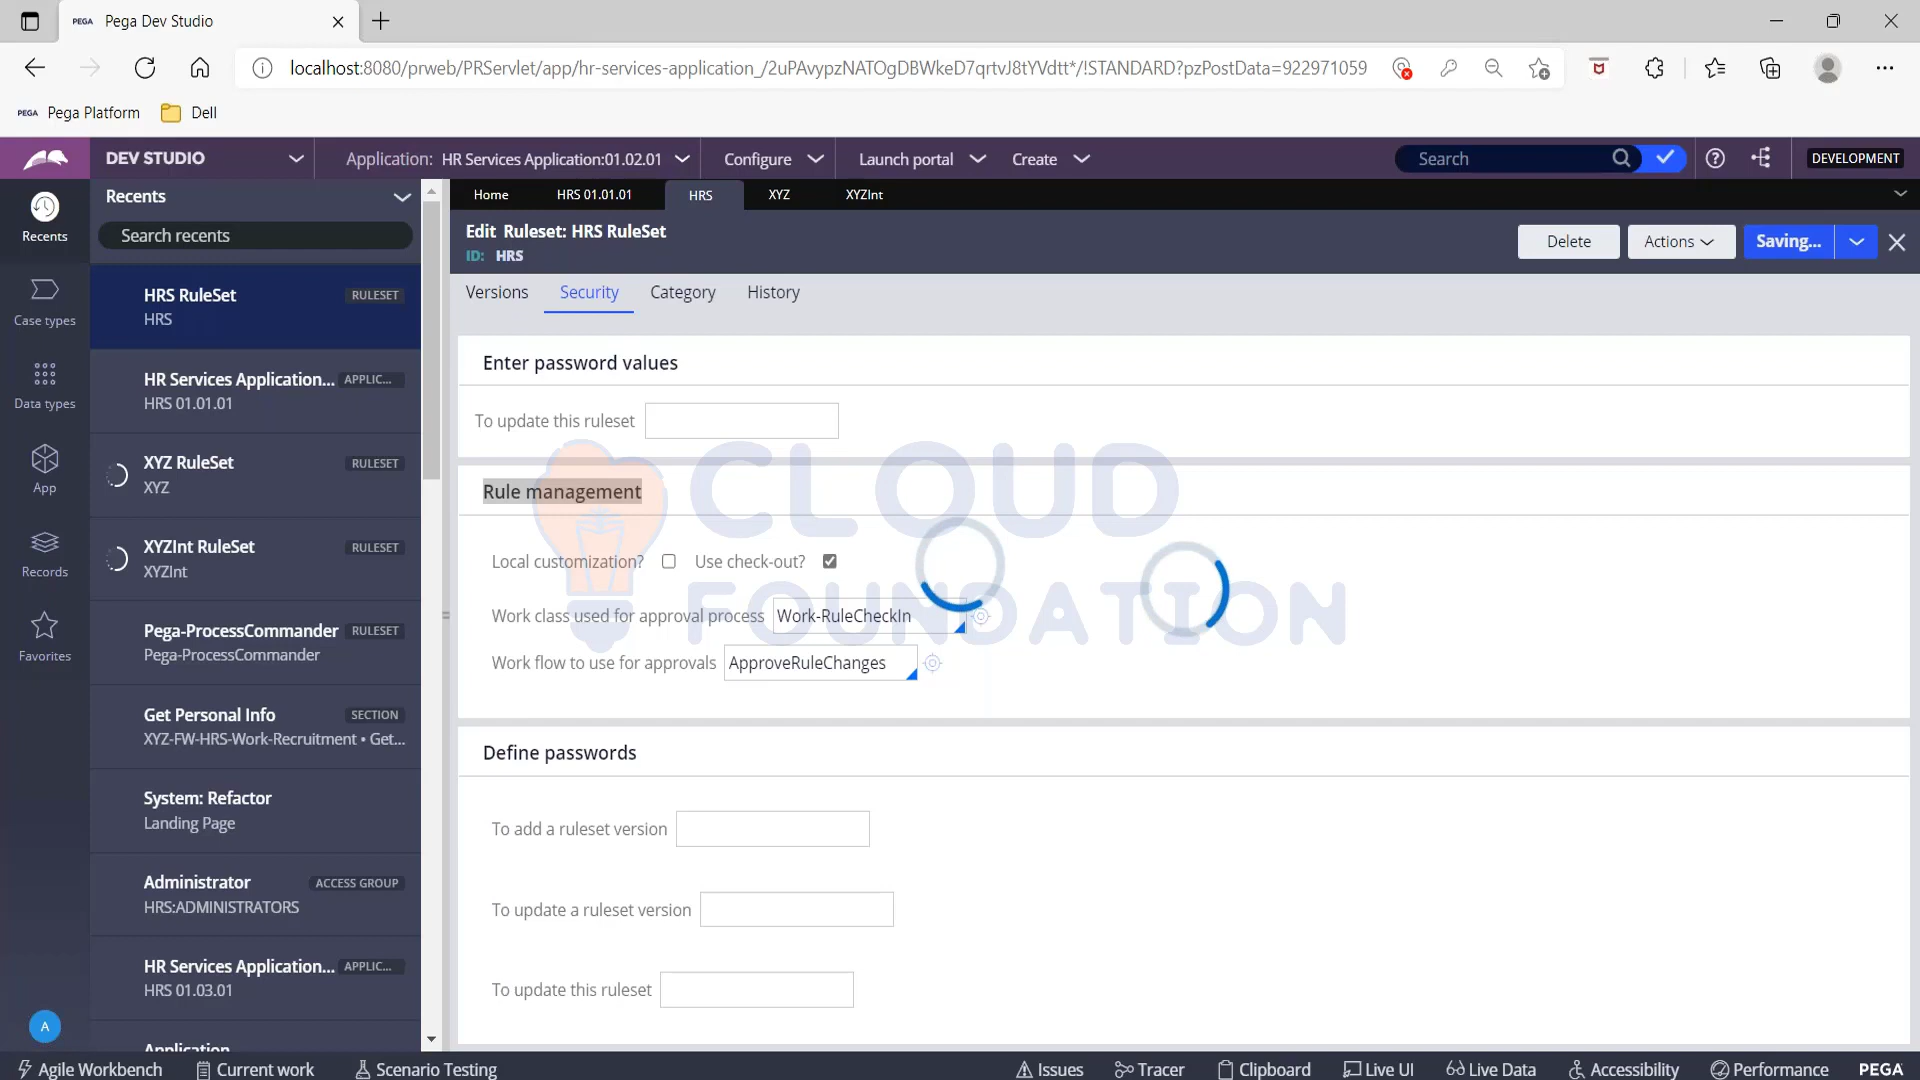 PEGA Pega Dev Studio
localhost:8080/prweb/PRServlet/app/hr-services-application_/2uPAvypzNATOgDBWkeD7qrtvJ8tYVdtt*/!STANDARD?pzPostData=922971059
PEGA Pega Platform Dell
DEV STUDIO Application: HR Services Application:01.02.01 Configure Launch portal Create Search DEVELOPMENT
Recents
Search recents
Recents
Case types
Data types
App
Records
Favorites
A
HRS RuleSet RULESET
HRS
HR Services Application... APPLIC...
HRS 01.01.01
XYZ RuleSet RULESET
XYZ
XYZInt RuleSet RULESET
XYZInt
Pega-ProcessCommander RULESET
Pega-ProcessCommander
Get Personal Info SECTION
XYZ-FW-HRS-Work-Recruitment • Get...
System: Refactor
Landing Page
Administrator ACCESS GROUP
HRS:ADMINISTRATORS
HR Services Application... APPLIC...
HRS 01.03.01
Application
Home HRS 01.01.01 HRS XYZ XYZInt
Edit Ruleset: HRS RuleSet
ID: HRS
Delete Actions Saving...
Versions Security Category History
Enter password values
To update this ruleset
CLOUD
FOUNDATION
Rule management
Local customization? Use check-out?
Work class used for approval process Work-RuleCheckIn
Work flow to use for approvals ApproveRuleChanges
Define passwords
To add a ruleset version
To update a ruleset version
To update this ruleset
Agile Workbench Current work Scenario Testing Issues Tracer Clipboard Live UI Live Data Accessibility Performance PEGA